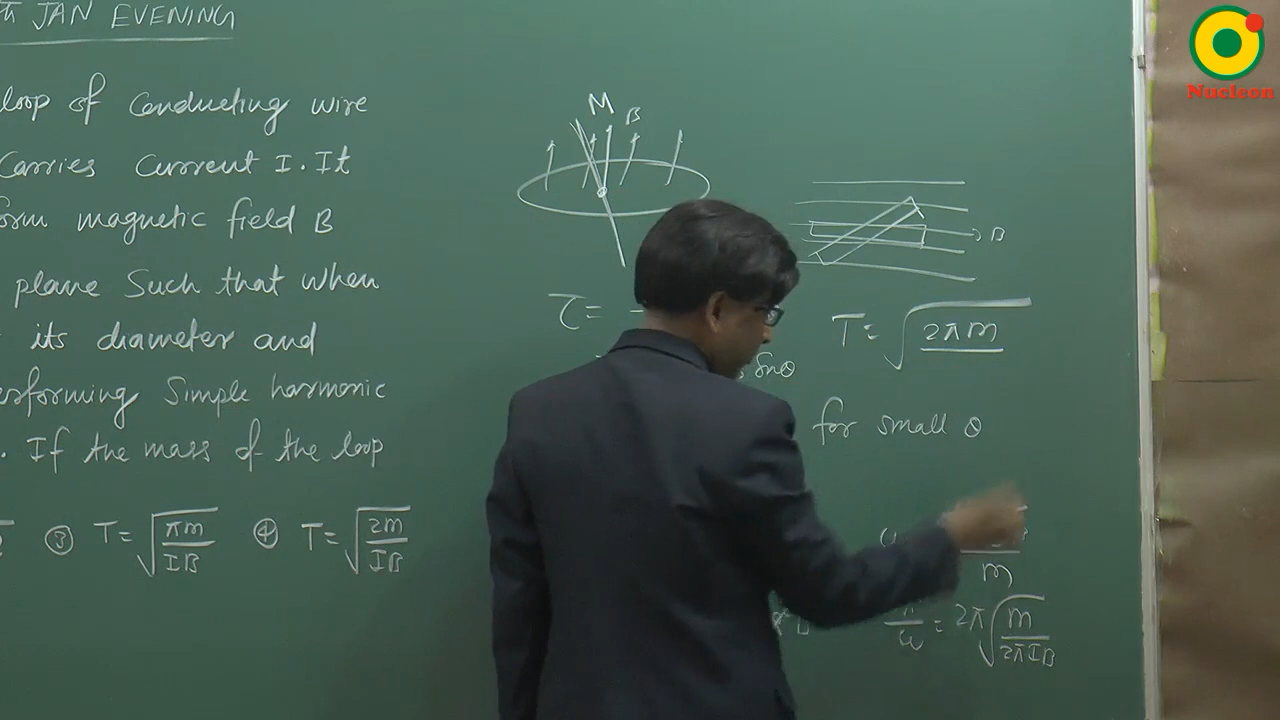 JAN EVENING
loop of Conducting wire
Carries Current I. It
form magnetic field B
plane Such that when
its diameter and
Performing Simple harmonic
. If the mass of the loop
③ T=√(πm/IB) ④ T=√(2m/IB)
M
B
B
τ=
Sinθ
T=√2πm
for small θ
m
ω = 2π√(m/2πIB)
Nucleon